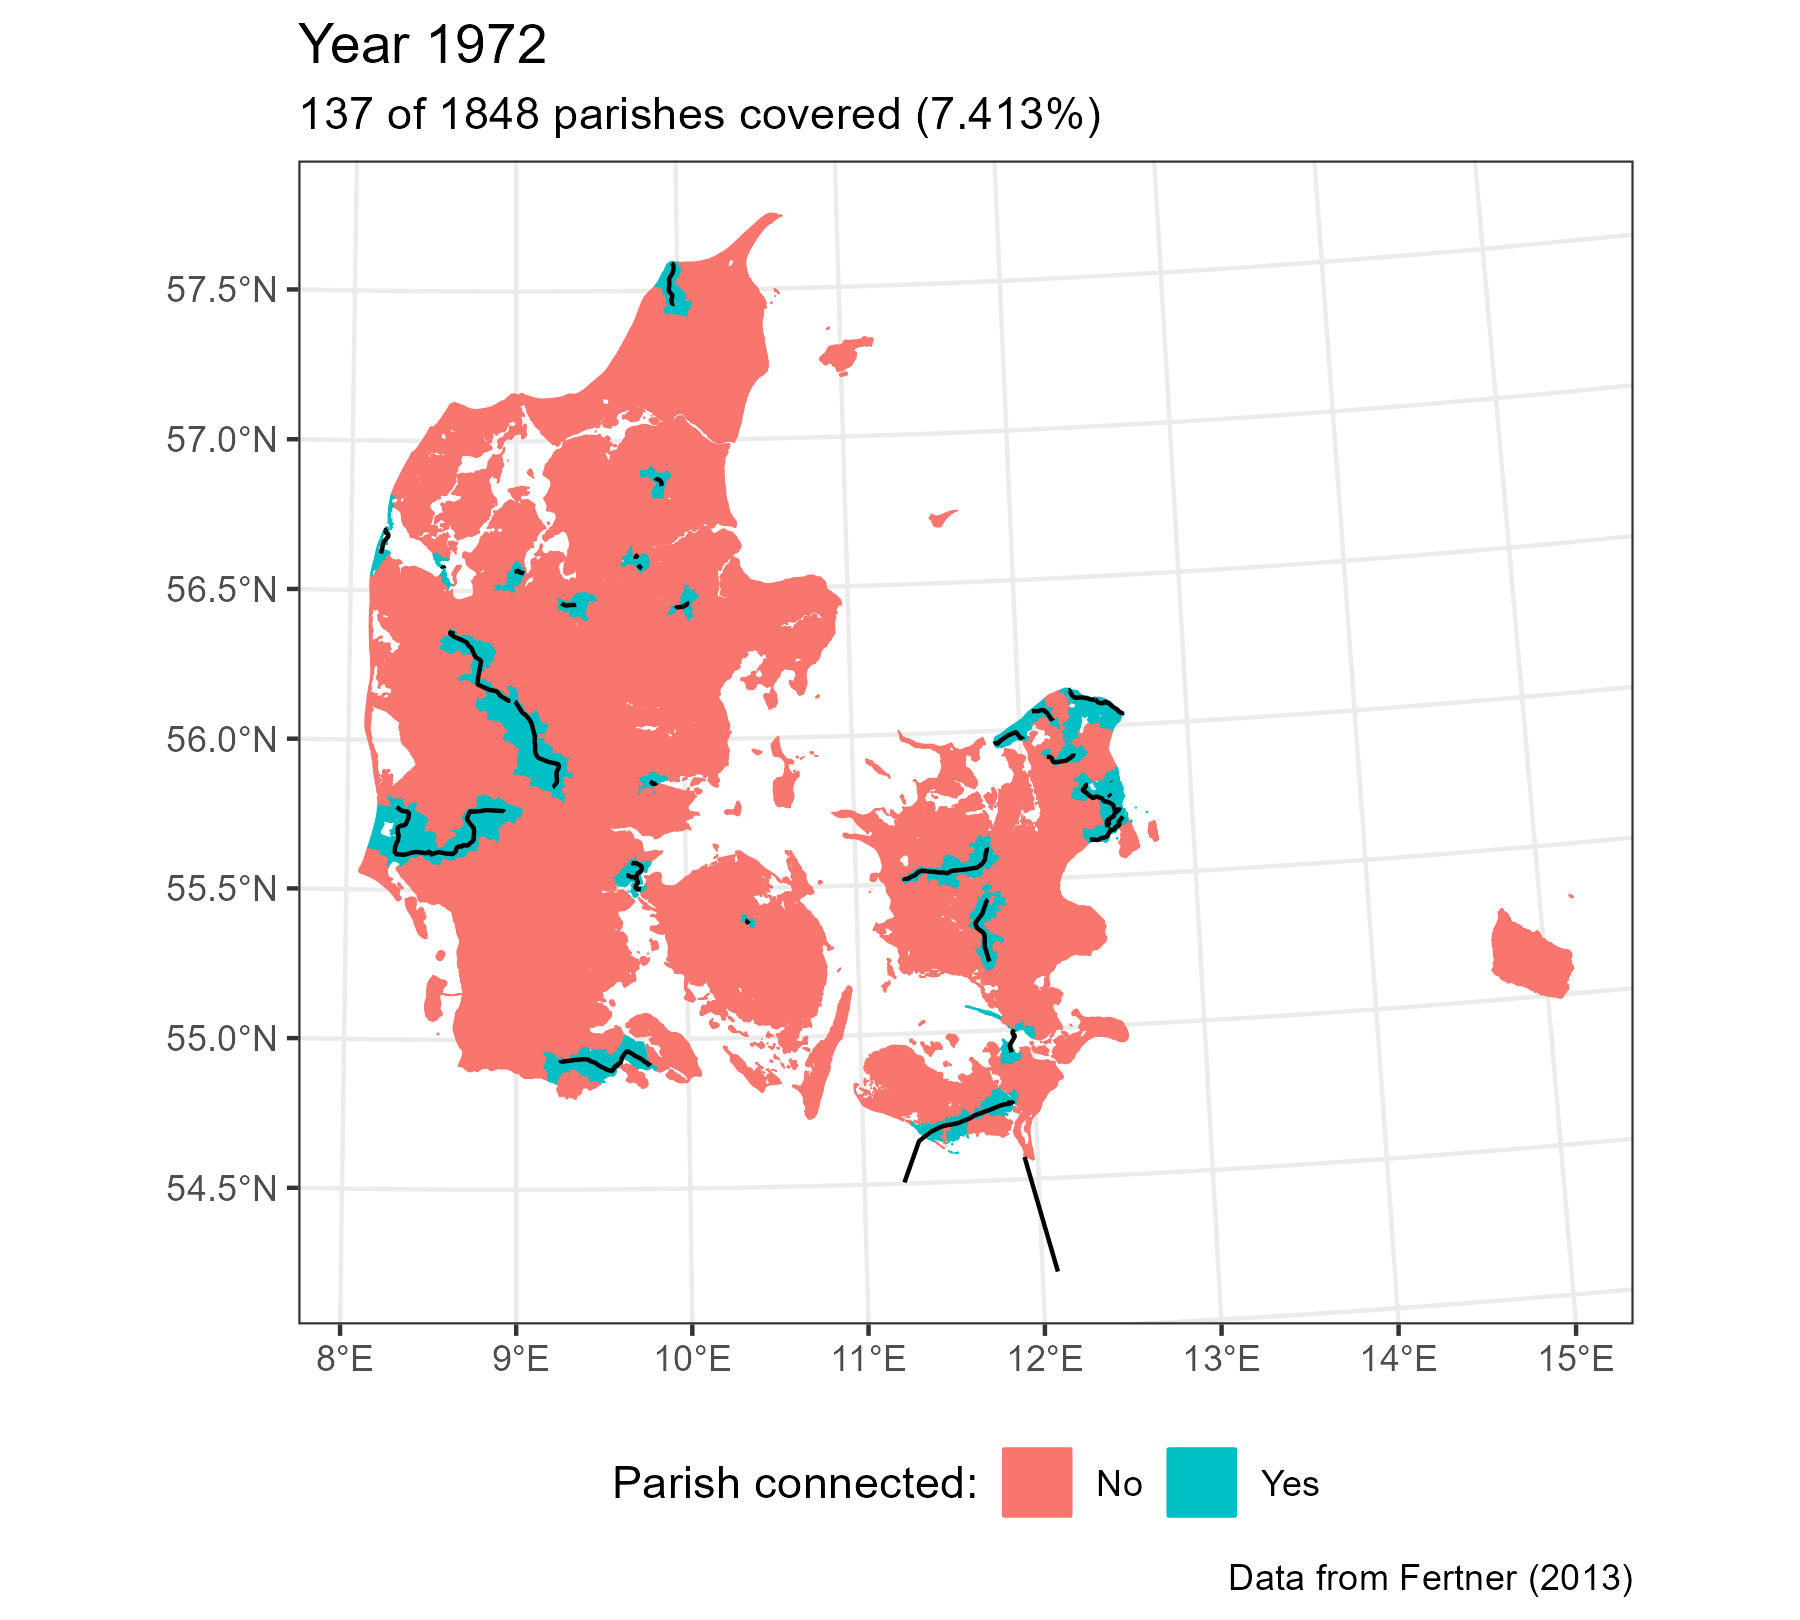 Year 1972
137 of 1848 parishes covered (7.413%)
57.5°N
57.0°N
56.5°N
56.0°N
55.5°N
55.0°N
54.5°N
8°E 9°E 10°E 11°E 12°E 13°E 14°E 15°E
Parish connected: No Yes
Data from Fertner (2013)